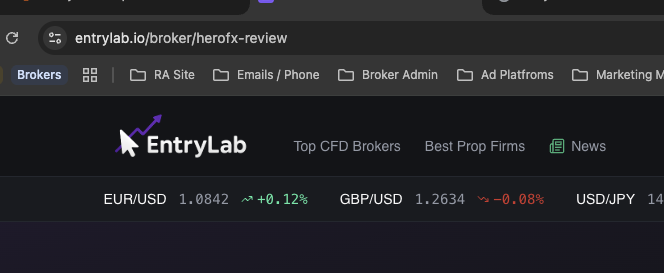 entrylab.io/broker/herofx-review
Brokers RA Site Emails / Phone Broker Admin Ad Platfroms Marketing M
EntryLab Top CFD Brokers Best Prop Firms News
EUR/USD 1.0842 +0.12% GBP/USD 1.2634 −0.08% USD/JPY 14